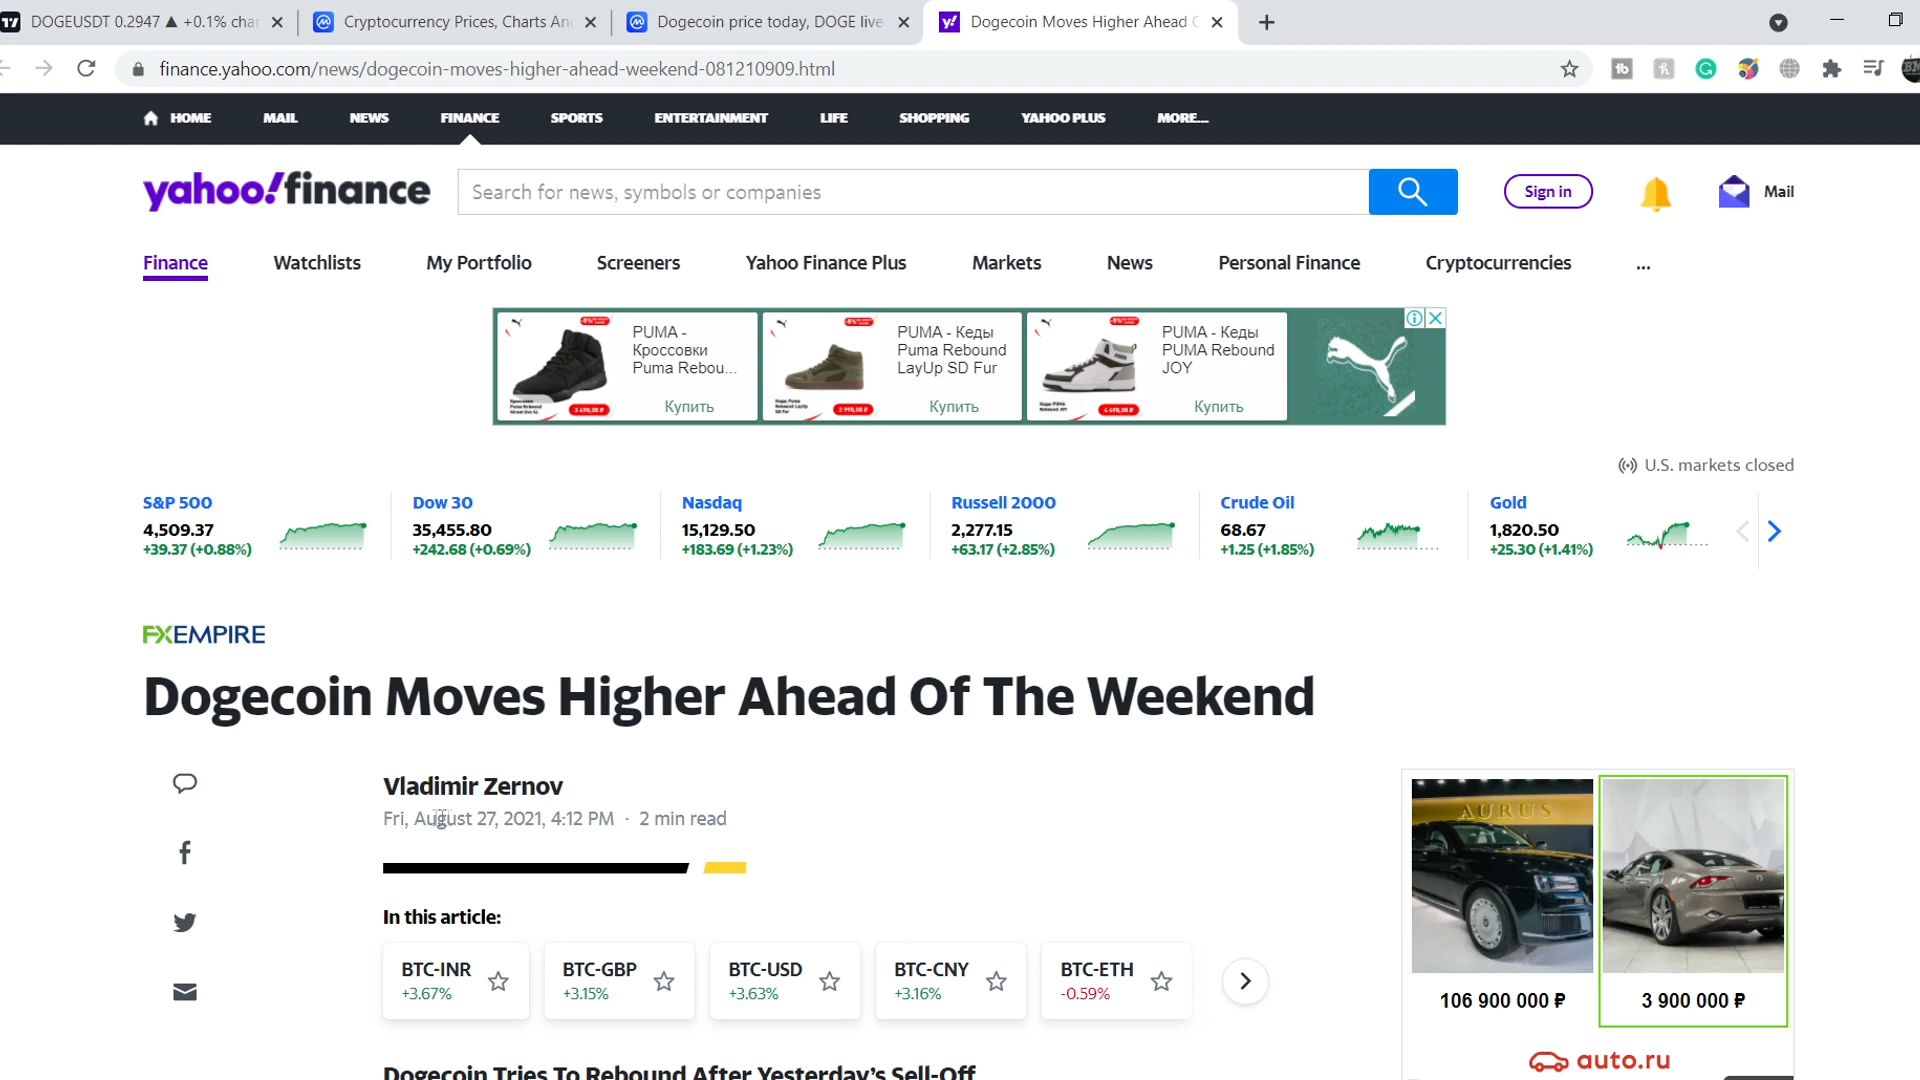 DOGEUSDT 0.2947 ▲ +0.1% char
Cryptocurrency Prices, Charts An
Dogecoin price today, DOGE live
Dogecoin Moves Higher Ahead O
finance.yahoo.com/news/dogecoin-moves-higher-ahead-weekend-081210909.html
HOME MAIL NEWS FINANCE SPORTS ENTERTAINMENT LIFE SHOPPING YAHOO PLUS MORE...
yahoo!finance
Search for news, symbols or companies
Sign in
Mail
Finance Watchlists My Portfolio Screeners Yahoo Finance Plus Markets News Personal Finance Cryptocurrencies ...
PUMA -
Кроссовки
Puma Rebou...
Купить
PUMA - Кеды
Puma Rebound
LayUp SD Fur
Купить
PUMA - Кеды
PUMA Rebound
JOY
Купить
U.S. markets closed
S&P 500
4,509.37
+39.37 (+0.88%)
Dow 30
35,455.80
+242.68 (+0.69%)
Nasdaq
15,129.50
+183.69 (+1.23%)
Russell 2000
2,277.15
+63.17 (+2.85%)
Crude Oil
68.67
+1.25 (+1.85%)
Gold
1,820.50
+25.30 (+1.41%)
FXEMPIRE
Dogecoin Moves Higher Ahead Of The Weekend
Vladimir Zernov
Fri, August 27, 2021, 4:12 PM · 2 min read
In this article:
BTC-INR
+3.67%
BTC-GBP
+3.15%
BTC-USD
+3.63%
BTC-CNY
+3.16%
BTC-ETH
-0.59%
AURUS
106 900 000 ₽
3 900 000 ₽
auto.ru
Dogecoin Tries To Rebound After Yesterday's Sell-Off